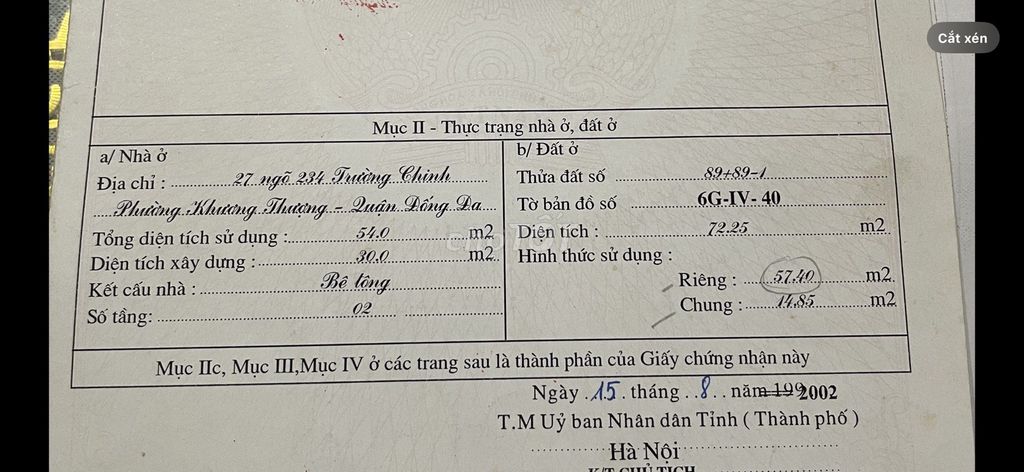 Cắt xén
Mục II - Thực trạng nhà ở, đất ở
a/ Nhà ở
Địa chỉ : 27 ngõ 234 Trường Chinh
Phường Khương Thượng - Quận Đống Đa
Tổng diện tích sử dụng : 54.0 m2
Diện tích xây dựng : 30.0 m2
Kết cấu nhà : Bê tông
Số tầng: 02
b/ Đất ở
Thửa đất số 89+89-1
Tờ bản đồ số 6G-IV- 40
Diện tích : 72.25 m2
Hình thức sử dụng :
Riêng : 57.40 m2
Chung : 14.85 m2
Mục IIc, Mục III,Mục IV ở các trang sau là thành phần của Giấy chứng nhận này
Ngày 15 tháng 8 năm 199 2002
T.M Uỷ ban Nhân dân Tỉnh ( Thành phố )
Hà Nội
K/T CHỦ TỊCH